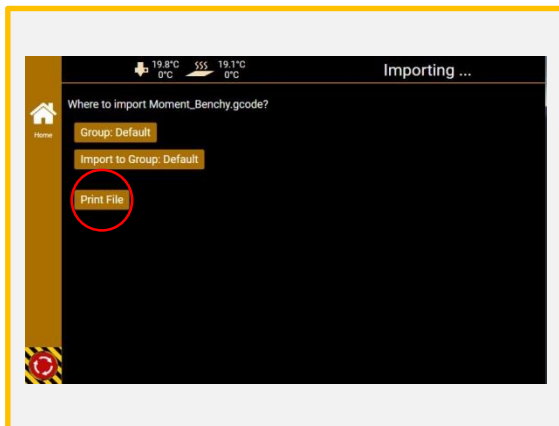 19.8°C
0°C
19.1°C
0°C
Importing ...
Where to import Moment_Benchy.gcode?
Home
Group: Default
Import to Group: Default
Print File